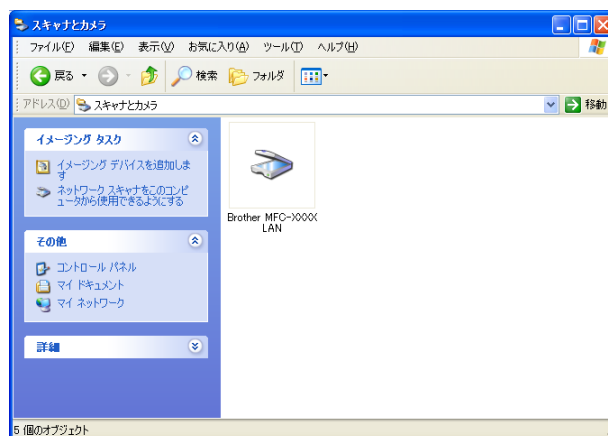 スキャナとカメラ
ファイル(F) 編集(E) 表示(V) お気に入り(A) ツール(T) ヘルプ(H)
戻る 検索 フォルダ
アドレス(D) スキャナとカメラ 移動
イメージング タスク
イメージング デバイスを追加しま
す
ネットワーク スキャナをこのコンピ
ュータから使用できるようにする
その他
コントロール パネル
マイ ドキュメント
マイ ネットワーク
詳細
Brother MFC-XXXX
LAN
5 個のオブジェクト